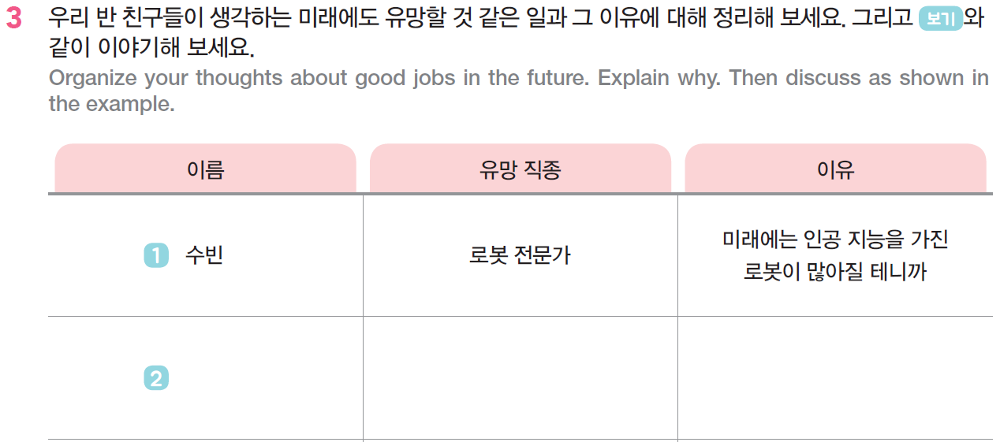 3 우리 반 친구들이 생각하는 미래에도 유망할 것 같은 일과 그 이유에 대해 정리해 보세요. 그리고 보기와
같이 이야기해 보세요.
Organize your thoughts about good jobs in the future. Explain why. Then discuss as shown in
the example.
이름 유망 직종 이유
1 수빈 로봇 전문가 미래에는 인공 지능을 가진
로봇이 많아질 테니까
2